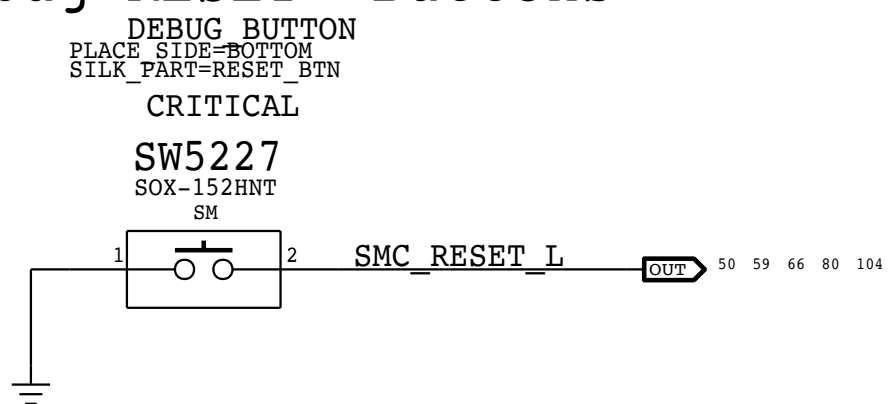 DEBUG_BUTTON
PLACE_SIDE=BOTTOM
SILK_PART=RESET_BTN
CRITICAL
SW5227
SOX-152HNT
SM
1
2
SMC_RESET_L
OUT
50 59 66 80 104